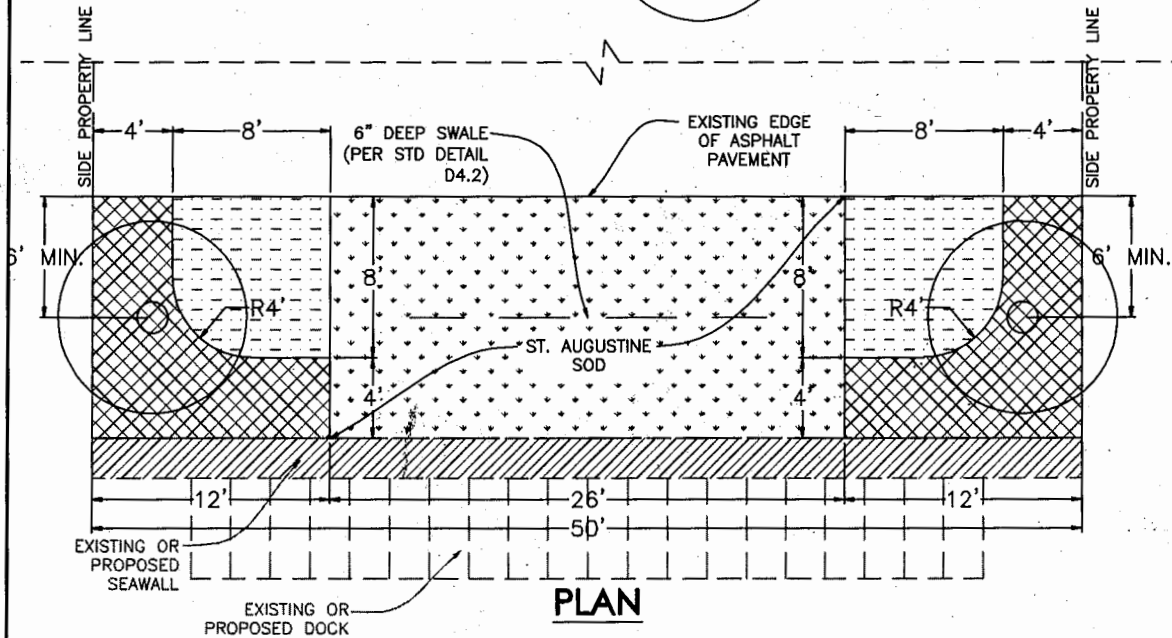 SIDE PROPERTY LINE
SIDE PROPERTY LINE
4'
8'
6" DEEP SWALE
(PER STD DETAIL
D4.2)
EXISTING EDGE
OF ASPHALT
PAVEMENT
8'
4'
6' MIN.
8'
8'
6' MIN.
R4'
R4'
ST. AUGUSTINE
SOD
4'
4'
12'
26'
12'
50'
EXISTING OR
PROPOSED
SEAWALL
EXISTING OR
PROPOSED DOCK
PLAN